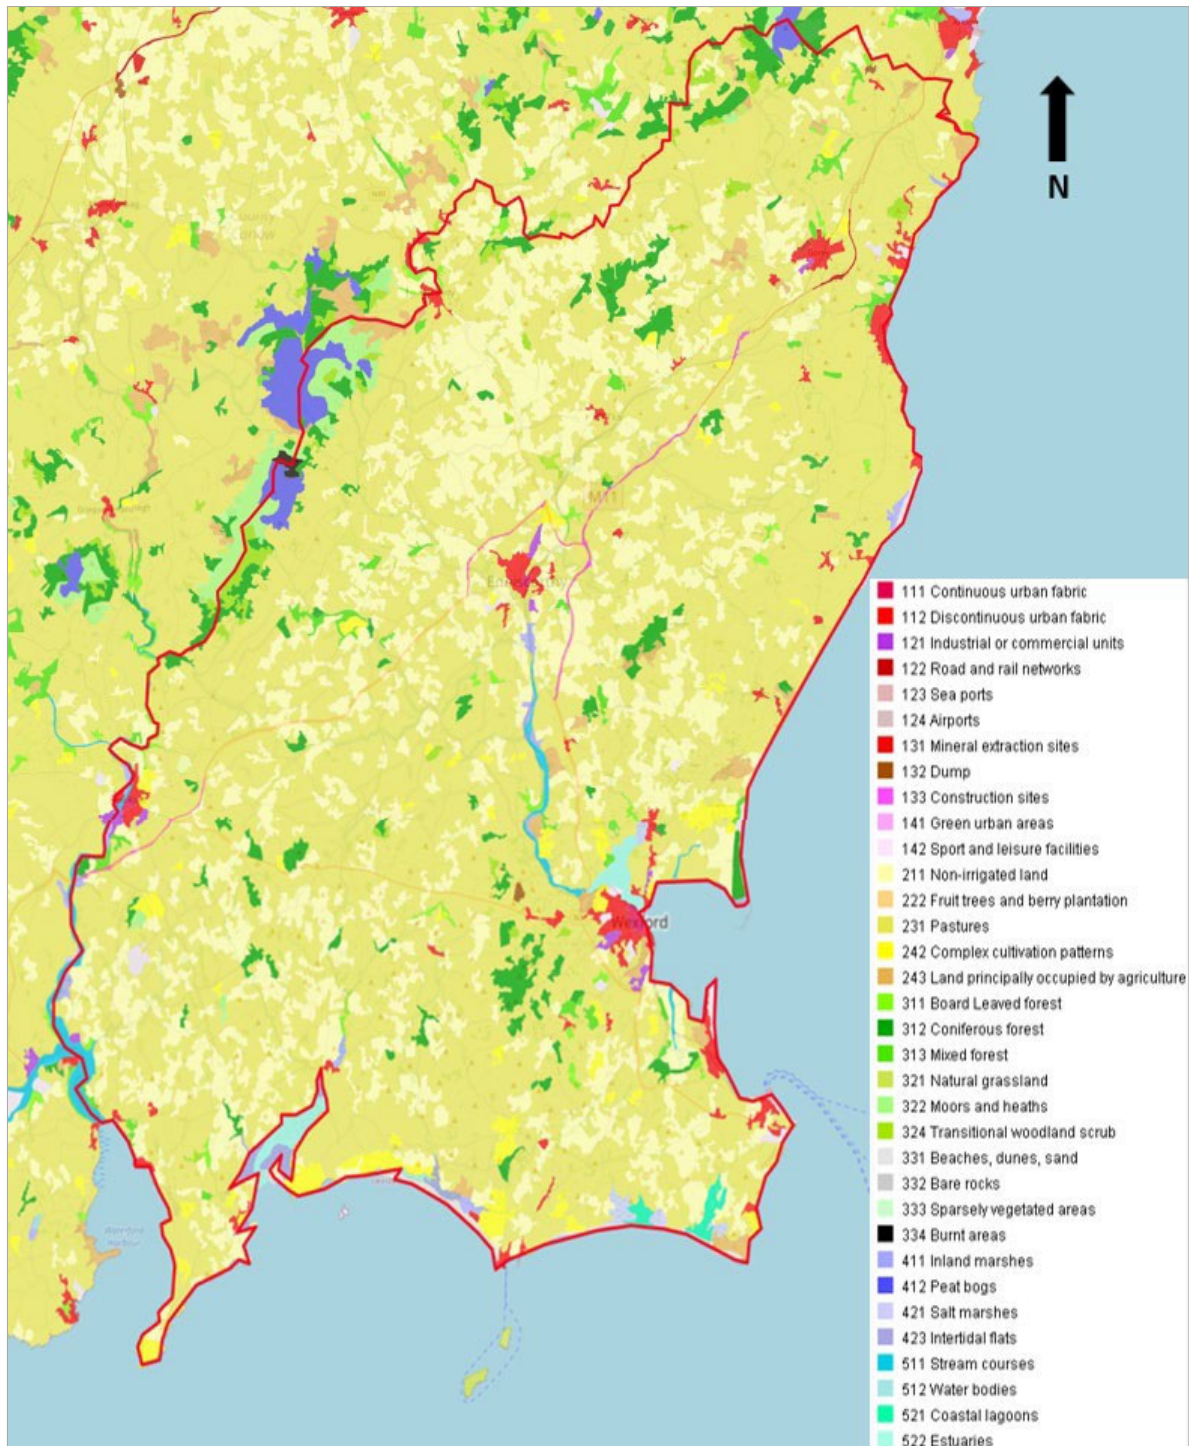 N
M11
Wexford
111 Continuous urban fabric
112 Discontinuous urban fabric
121 Industrial or commercial units
122 Road and rail networks
123 Sea ports
124 Airports
131 Mineral extraction sites
132 Dump
133 Construction sites
141 Green urban areas
142 Sport and leisure facilities
211 Non-irrigated land
222 Fruit trees and berry plantation
231 Pastures
242 Complex cultivation patterns
243 Land principally occupied by agriculture
311 Board Leaved forest
312 Coniferous forest
313 Mixed forest
321 Natural grassland
322 Moors and heaths
324 Transitional woodland scrub
331 Beaches, dunes, sand
332 Bare rocks
333 Sparsely vegetated areas
334 Burnt areas
411 Inland marshes
412 Peat bogs
421 Salt marshes
423 Intertidal flats
511 Stream courses
512 Water bodies
521 Coastal lagoons
522 Estuaries
Waterford
Harbour